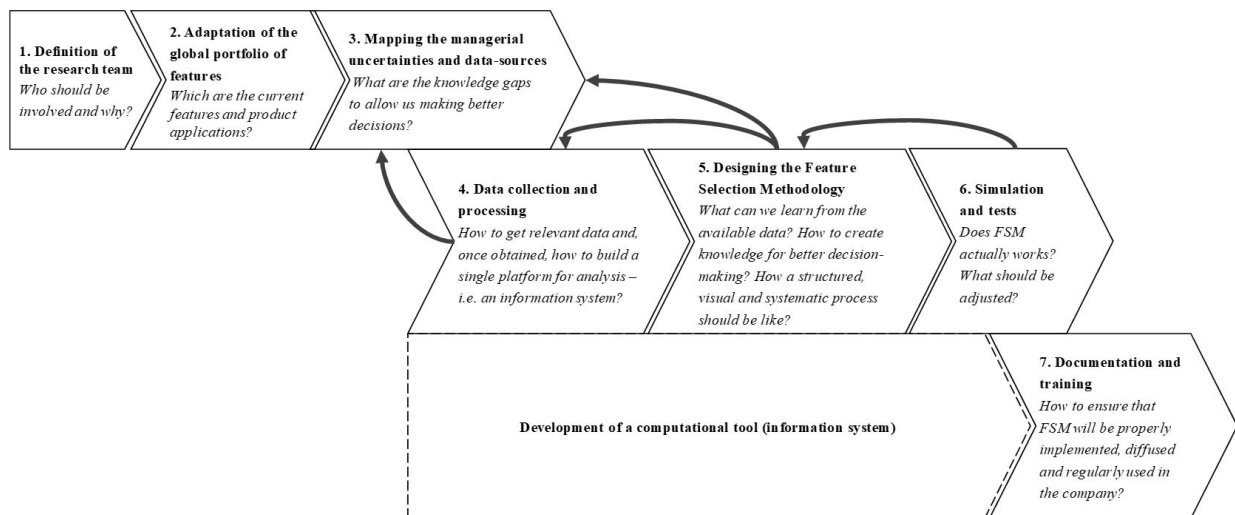 1. Definition of
the research team
Who should be
involved and why?
2. Adaptation of the
global portfolio of
features
Which are the current
features and product
applications?
3. Mapping the managerial
uncertainties and data-sources
What are the knowledge gaps
to allow us making better
decisions?
4. Data collection and
processing
How to get relevant data and,
once obtained, how to build a
single platform for analysis –
i.e. an information system?
5. Designing the Feature
Selection Methodology
What can we learn from the
available data? How to create
knowledge for better decision-
making? How a structured,
visual and systematic process
should be like?
6. Simulation
and tests
Does FSM
actually works?
What should be
adjusted?
Development of a computational tool (information system)
7. Documentation and
training
How to ensure that
FSM will be properly
implemented, diffused
and regularly used in
the company?